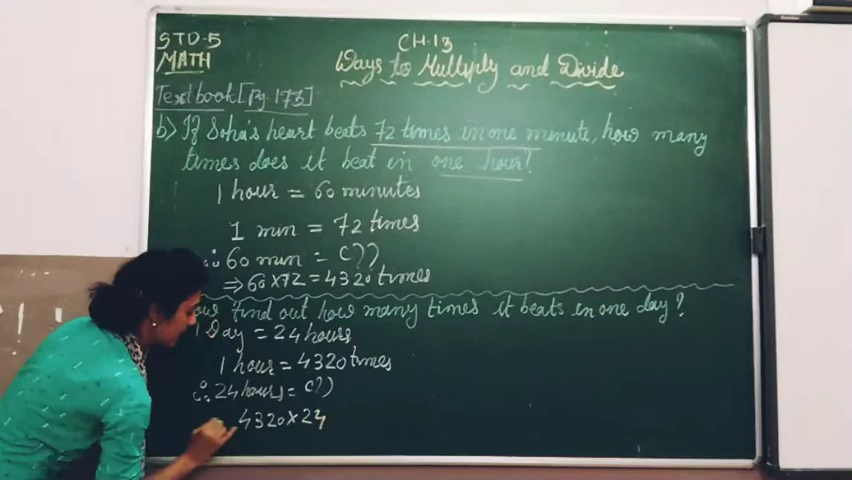 STD-5
CH-13
MATH
Ways to Multiply and Divide
Textbook [Pg. 173]
b) If Soha's heart beats 72 times in one minute, how many
times does it beat in one hour?
1 hour = 60 minutes
1 min = 72 times
∴ 60 min = (??)
⇒ 60 x 72 = 4320 times
find out how many times it beats in one day?
1 Day = 24 hours
1 hour = 4320 times
∴ 24 hours = (??)
4320 x 24